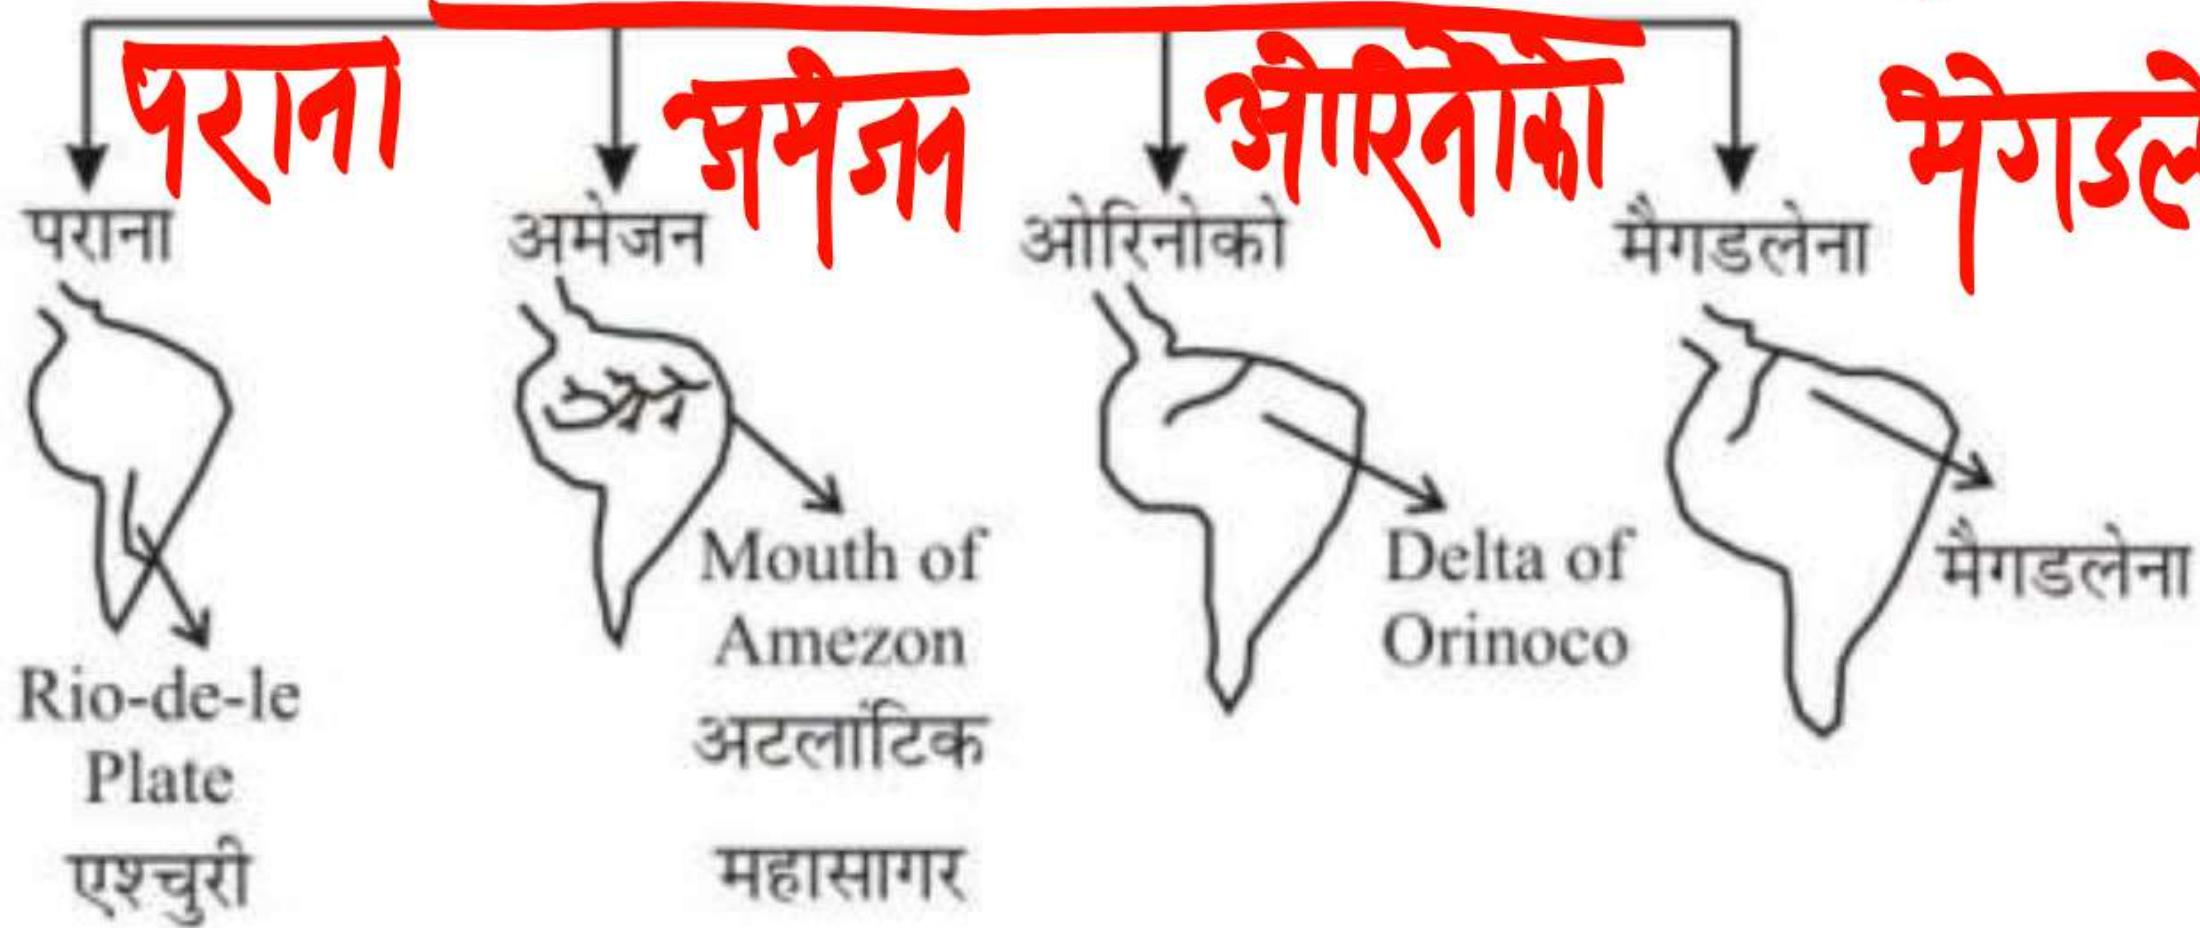 पराना अमेजन ओरिनोको मैगडले
पराना अमेजन ओरिनोको मैगडलेना
Rio-de-le
Plate
एश्चुरी
Mouth of
Amezon
अटलांटिक
महासागर
Delta of
Orinoco
मैगडलेना